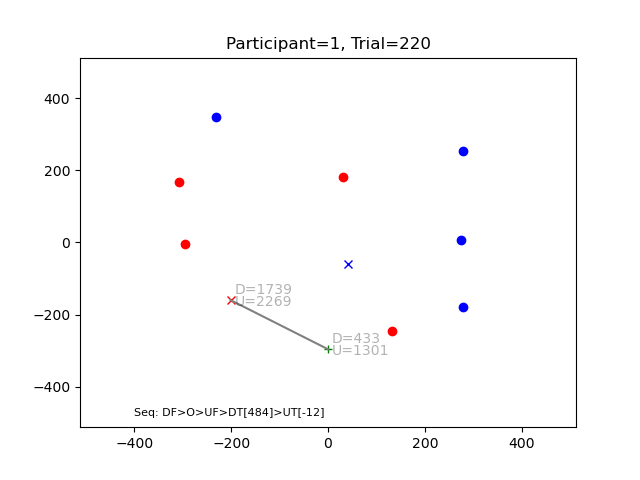 Participant=1, Trial=220
400
200
0
−200
−400
D=1739
U=2269
D=433
U=1301
Seq: DF>O>UF>DT[484]>UT[-12]
−400
−200
0
200
400